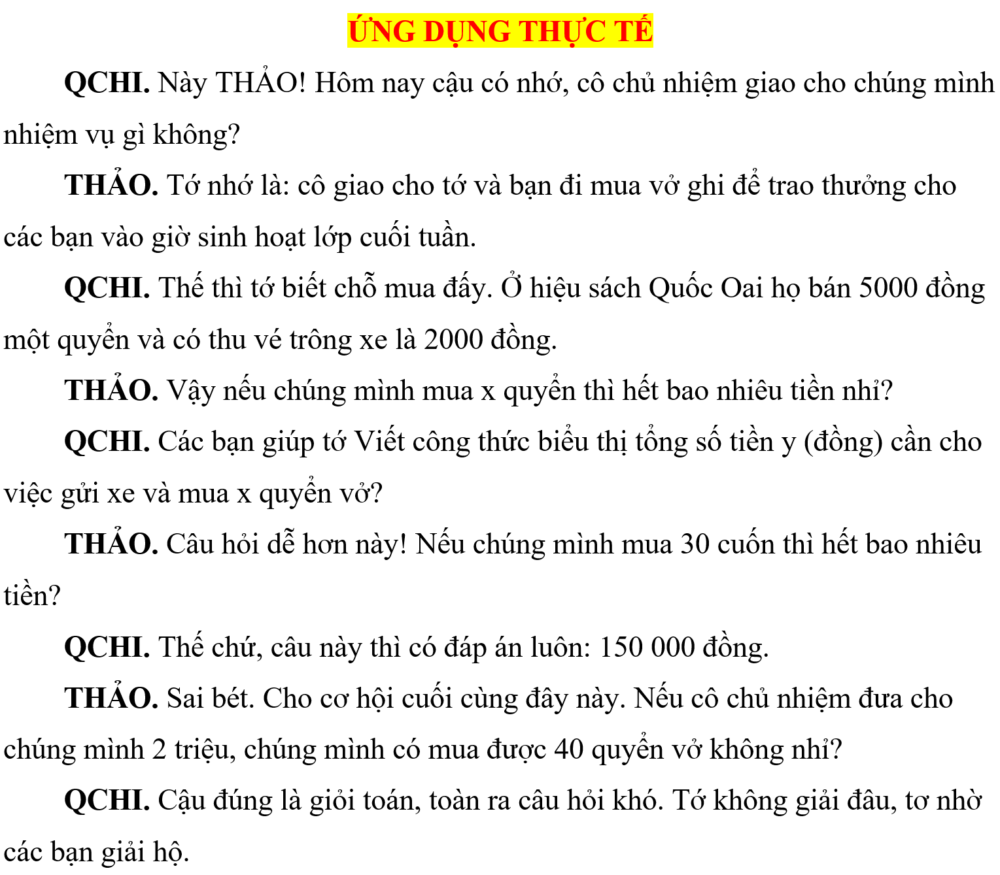 ỨNG DỤNG THỰC TẾ
QCHI. Này THẢO! Hôm nay cậu có nhớ, cô chủ nhiệm giao cho chúng mình
nhiệm vụ gì không?
THẢO. Tớ nhớ là: cô giao cho tớ và bạn đi mua vở ghi để trao thưởng cho
các bạn vào giờ sinh hoạt lớp cuối tuần.
QCHI. Thế thì tớ biết chỗ mua đấy. Ở hiệu sách Quốc Oai họ bán 5000 đồng
một quyển và có thu vé trông xe là 2000 đồng.
THẢO. Vậy nếu chúng mình mua x quyển thì hết bao nhiêu tiền nhỉ?
QCHI. Các bạn giúp tớ Viết công thức biểu thị tổng số tiền y (đồng) cần cho
việc gửi xe và mua x quyển vở?
THẢO. Câu hỏi dễ hơn này! Nếu chúng mình mua 30 cuốn thì hết bao nhiêu
tiền?
QCHI. Thế chứ, câu này thì có đáp án luôn: 150 000 đồng.
THẢO. Sai bét. Cho cơ hội cuối cùng đây này. Nếu cô chủ nhiệm đưa cho
chúng mình 2 triệu, chúng mình có mua được 40 quyển vở không nhỉ?
QCHI. Cậu đúng là giỏi toán, toàn ra câu hỏi khó. Tớ không giải đâu, tơ nhờ
các bạn giải hộ.